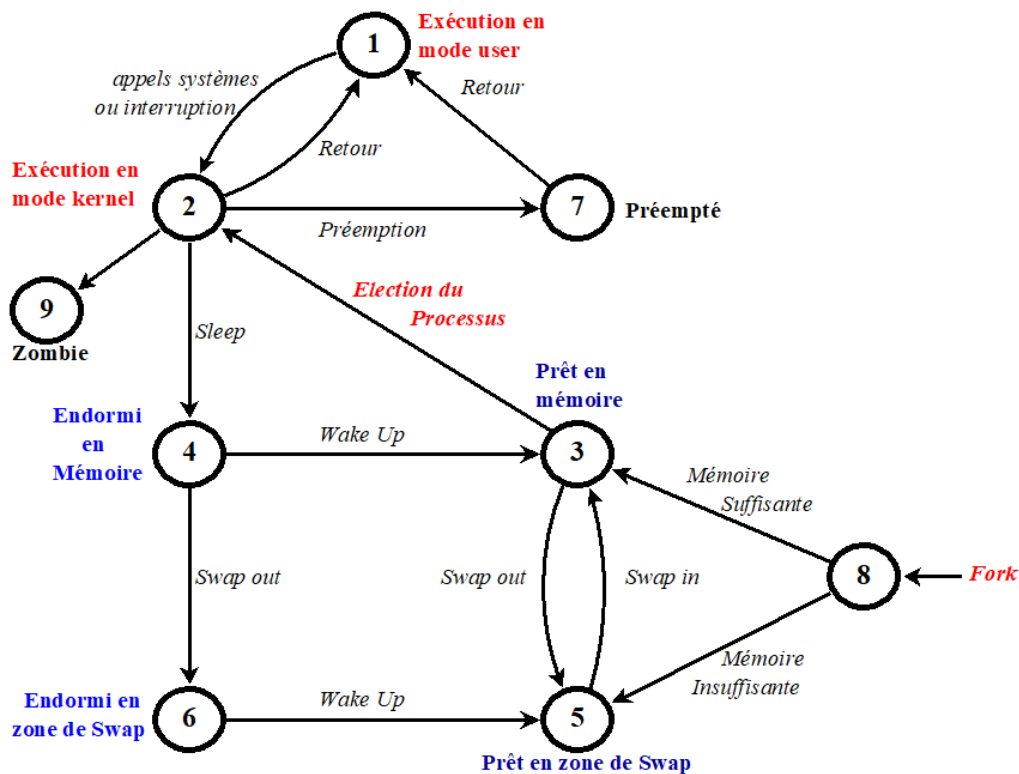 Exécution en
mode user
1
appels systèmes
ou interruption
Retour
Retour
Exécution en
mode kernel
2
7
Préempté
Préemption
9
Zombie
Election du
Processus
Sleep
Prêt en
mémoire
Endormi
en
Mémoire
4
Wake Up
3
Mémoire
Suffisante
Swap out
Swap out
Swap in
8
Fork
Mémoire
Insuffisante
Endormi en
zone de Swap
6
Wake Up
5
Prêt en zone de Swap